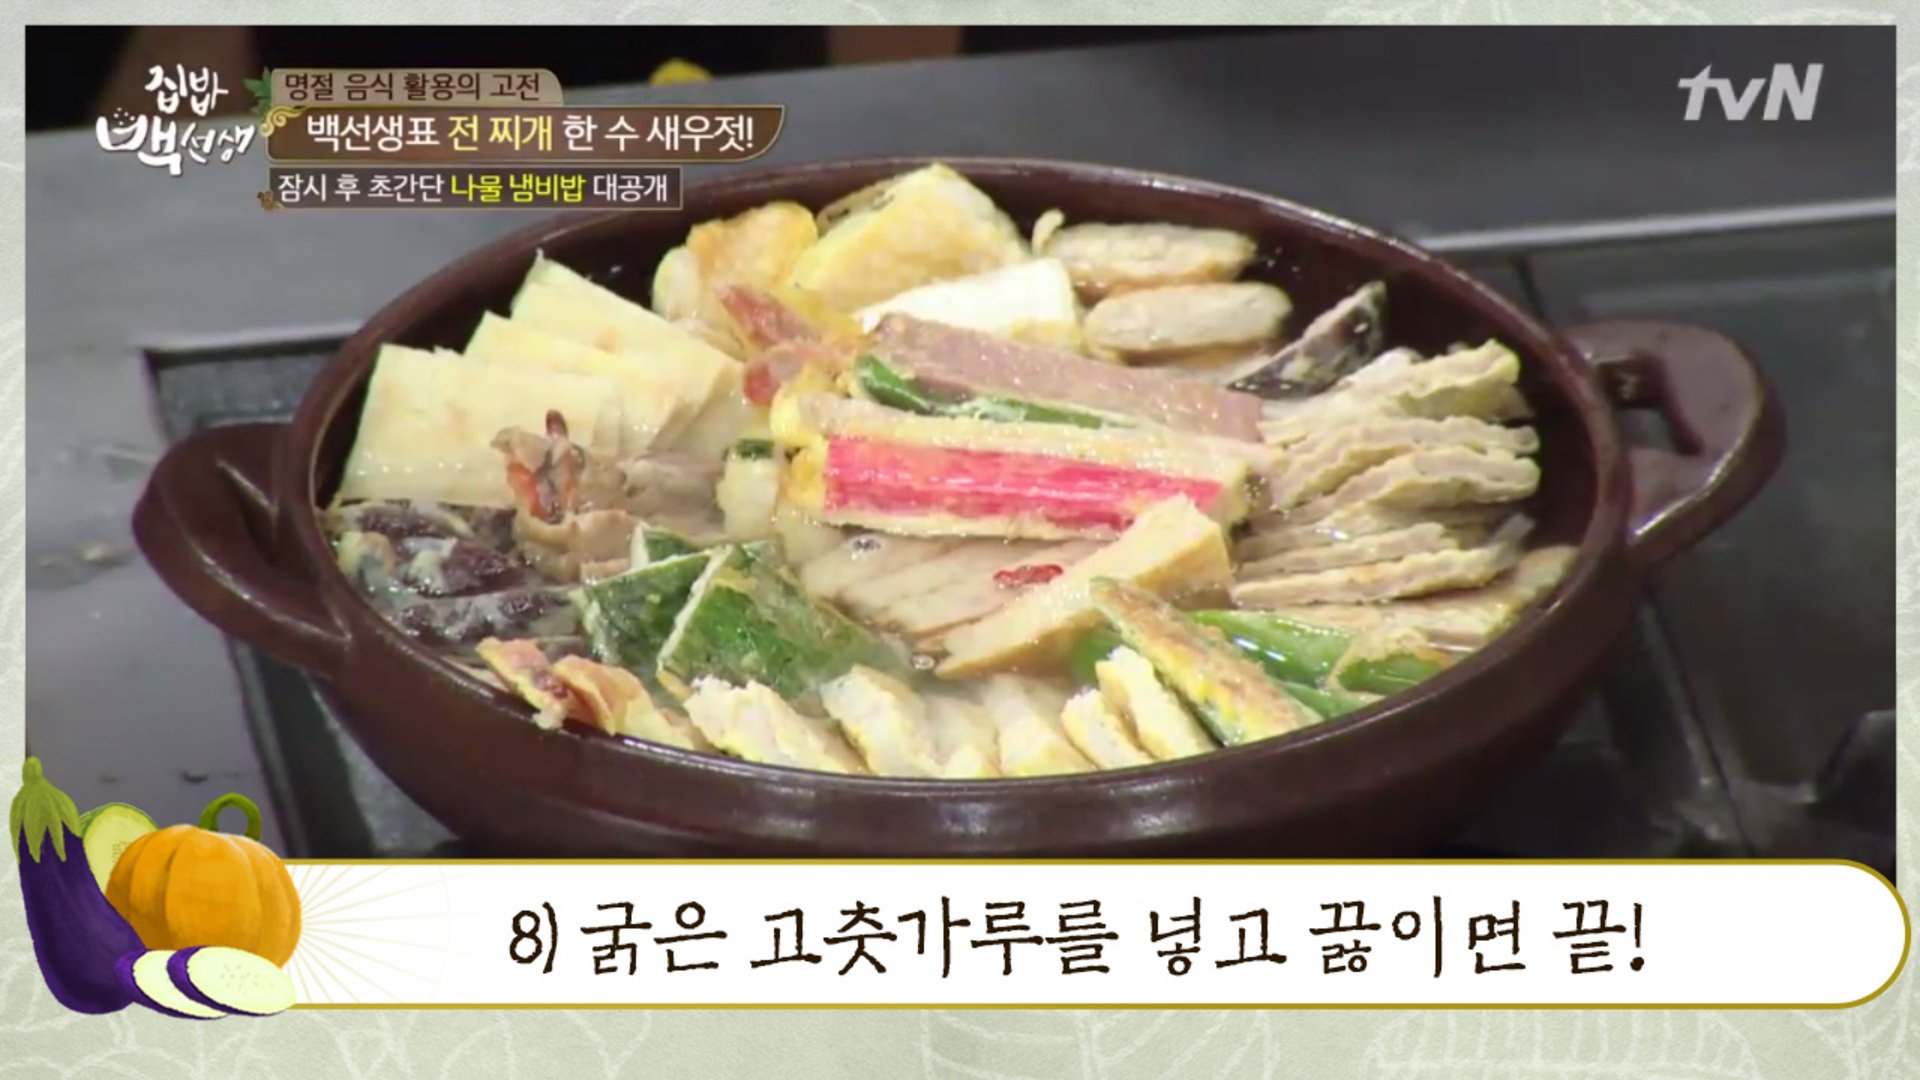 집밥
백선생
명절 음식 활용의 고전
백선생표 전 찌개 한 수 새우젓!
잠시 후 초간단 나물 냄비밥 대공개
tvN
8) 굵은 고춧가루를 넣고 끓이면 끝!